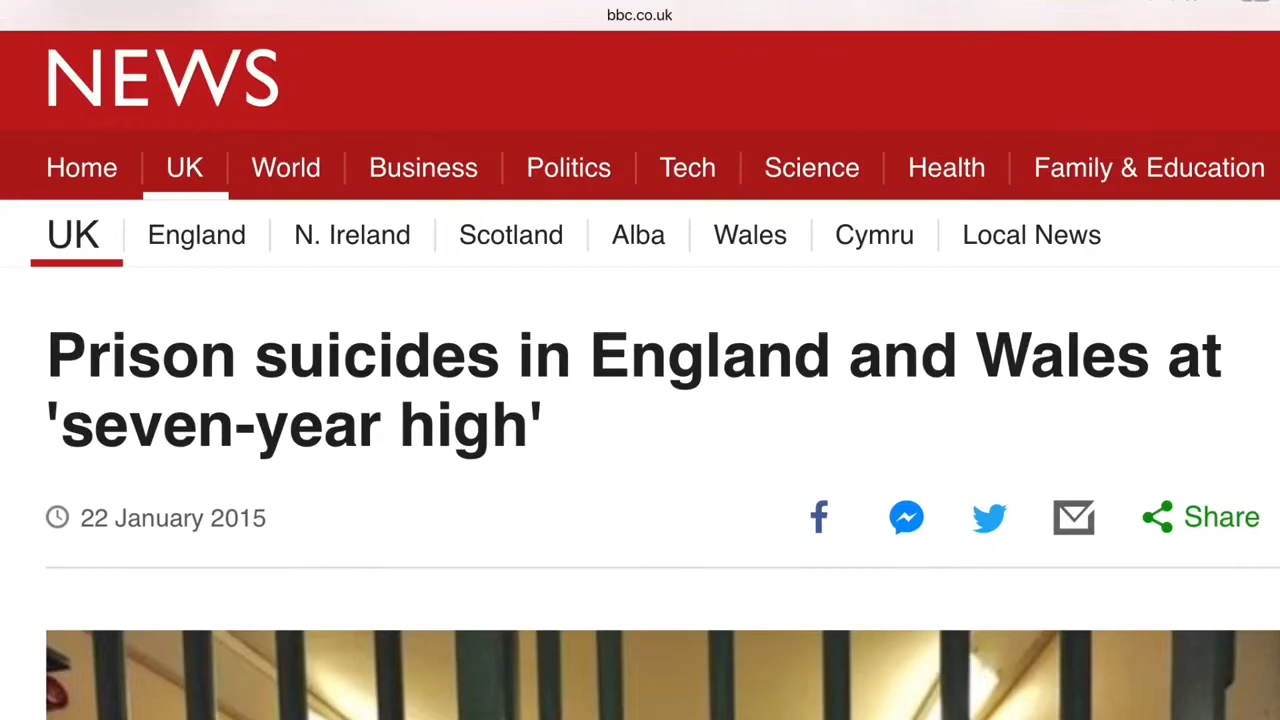 bbc.co.uk
NEWS
Home UK World Business Politics Tech Science Health Family & Education
UK England N. Ireland Scotland Alba Wales Cymru Local News
Prison suicides in England and Wales at
'seven-year high'
22 January 2015 Share